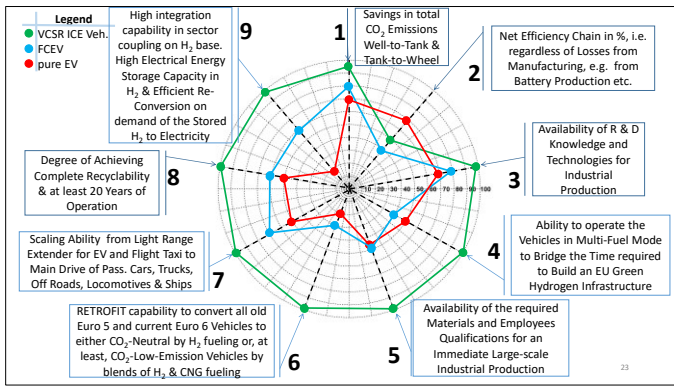 Legend
VCSR ICE Veh.
FCEV
pure EV
9
High integration
capability in sector
coupling on H2 base.
High Electrical Energy
Storage Capacity in
H2 & Efficient Re-
Conversion on
demand of the Stored
H2 to Electricity
1
Savings in total
CO2 Emissions
Well-to-Tank &
Tank-to-Wheel
2
Net Efficiency Chain in %, i.e.
regardless of Losses from
Manufacturing, e.g. from
Battery Production etc.
3
Availability of R & D
Knowledge and
Technologies for
Industrial
Production
8
Degree of Achieving
Complete Recyclability
& at least 20 Years of
Operation
10 20 30 40 50 60 70 80 90 100
4
Ability to operate the
Vehicles in Multi-Fuel Mode
to Bridge the Time required
to Build an EU Green
Hydrogen Infrastructure
7
Scaling Ability from Light Range
Extender for EV and Flight Taxi to
Main Drive of Pass. Cars, Trucks,
Off Roads, Locomotives & Ships
6
RETROFIT capability to convert all old
Euro 5 and current Euro 6 Vehicles to
either CO2-Neutral by H2 fueling or, at
least, CO2-Low-Emission Vehicles by
blends of H2 & CNG fueling
5
Availability of the required
Materials and Employees
Qualifications for an
Immediate Large-scale
Industrial Production
23